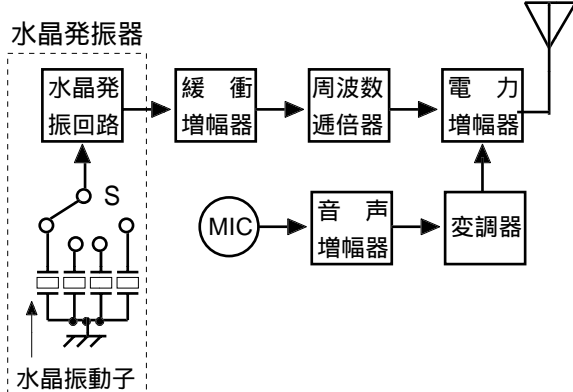 水晶発振器
水晶発
振回路
緩 衝
増幅器
周波数
逓倍器
電 力
増幅器
S
MIC
音 声
増幅器
変調器
水晶振動子